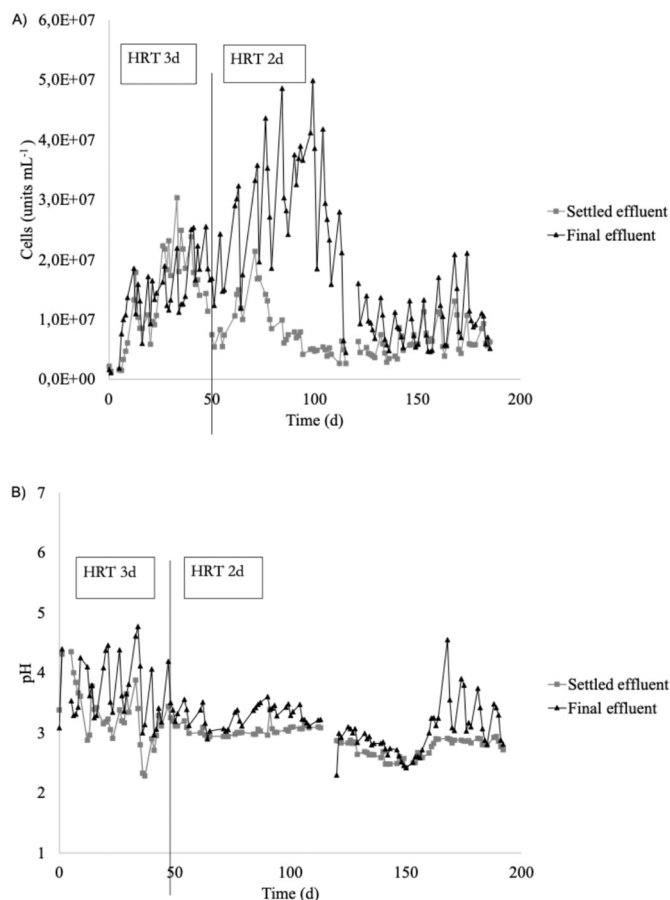 A)
6,0E+07
HRT 3d
HRT 2d
5,0E+07
4,0E+07
3,0E+07
2,0E+07
1,0E+07
0,0E+00
Cells (units mL⁻¹)
Settled effluent
Final effluent
0 50 100 150 200
Time (d)
B)
7
6
HRT 3d
HRT 2d
5
4
3
2
1
pH
Settled effluent
Final effluent
0 50 100 150 200
Time (d)